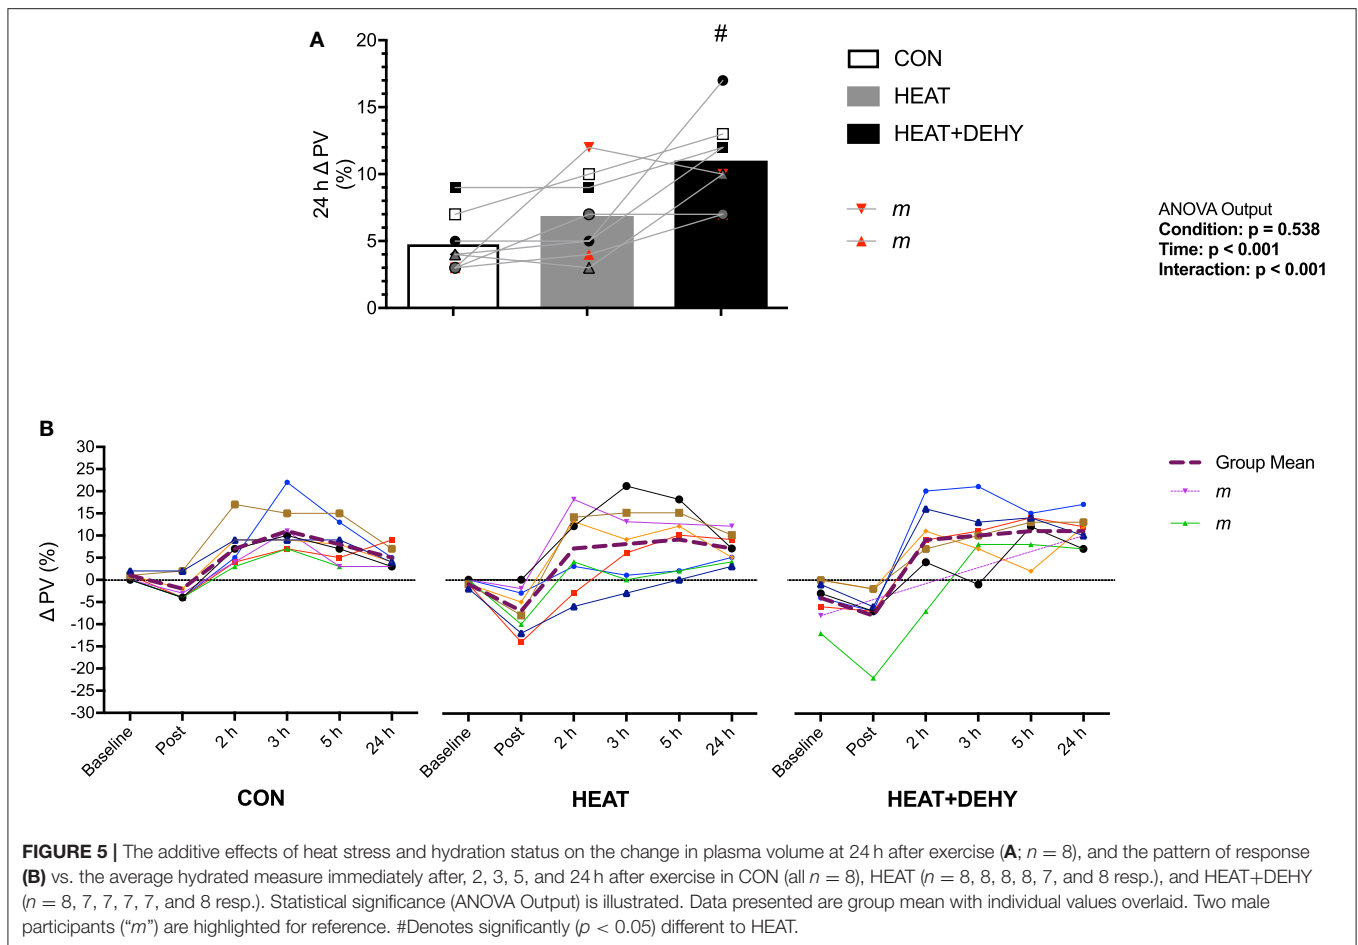 A
20
15
10
5
0
24 h Δ PV
(%)
#
CON
HEAT
HEAT+DEHY
m
m
ANOVA Output
Condition: p = 0.538
Time: p < 0.001
Interaction: p < 0.001
B
30
25
20
15
10
5
0
-5
-10
-15
-20
-25
-30
Δ PV (%)
Baseline
Post
2 h
3 h
5 h
24 h
CON
Baseline
Post
2 h
3 h
5 h
24 h
HEAT
Baseline
Post
2 h
3 h
5 h
24 h
HEAT+DEHY
Group Mean
m
m
FIGURE 5 | The additive effects of heat stress and hydration status on the change in plasma volume at 24 h after exercise (A; n = 8), and the pattern of response
(B) vs. the average hydrated measure immediately after, 2, 3, 5, and 24 h after exercise in CON (all n = 8), HEAT (n = 8, 8, 8, 8, 7, and 8 resp.), and HEAT+DEHY
(n = 8, 7, 7, 7, 7, and 8 resp.). Statistical significance (ANOVA Output) is illustrated. Data presented are group mean with individual values overlaid. Two male
participants (“m”) are highlighted for reference. #Denotes significantly (p < 0.05) different to HEAT.